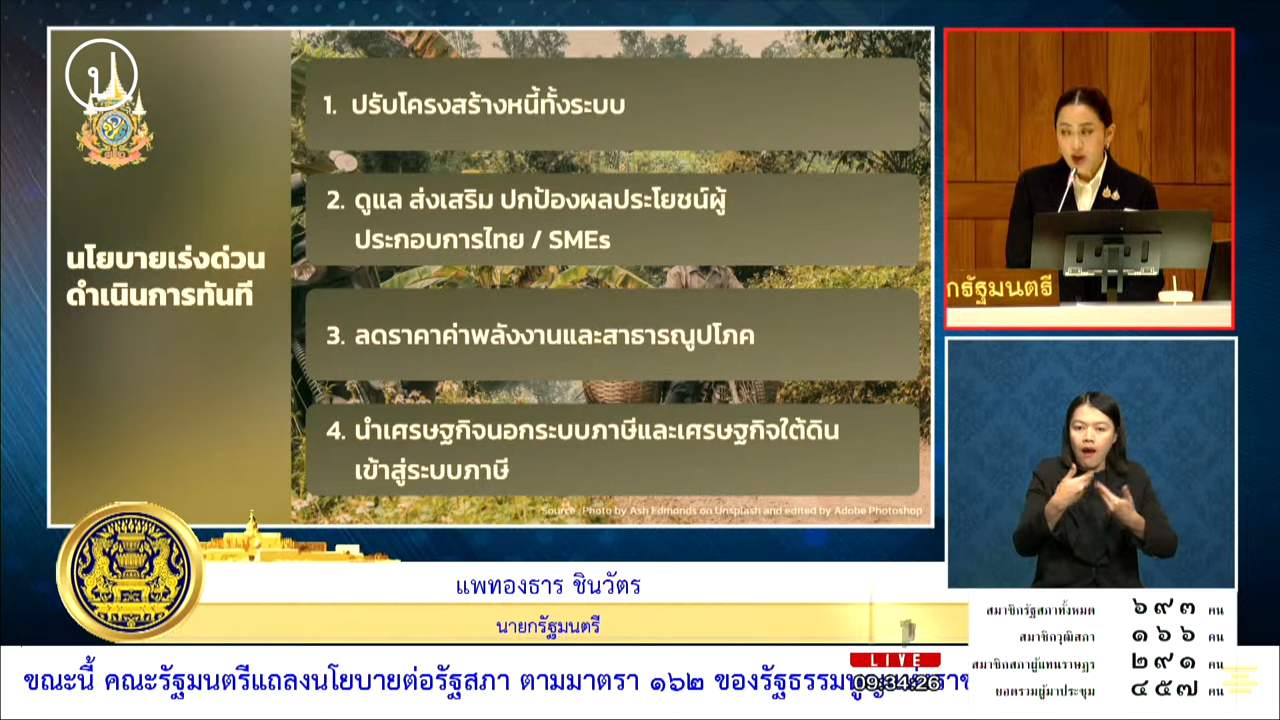 ป
นโยบายเร่งด่วน
ดำเนินการทันที
1. ปรับโครงสร้างหนี้ทั้งระบบ
2. ดูแล ส่งเสริม ปกป้องผลประโยชน์ผู้
ประกอบการไทย / SMEs
3. ลดราคาค่าพลังงานและสาธารณูปโภค
4. นำเศรษฐกิจนอกระบบภาษีและเศรษฐกิจใต้ดิน
เข้าสู่ระบบภาษี
Source : Photo by Ash Edmonds on Unsplash and edited by Adobe Photoshop
กรัฐมนตรี
แพทองธาร ชินวัตร
นายกรัฐมนตรี
สมาชิกรัฐสภาทั้งหมด ๖๙๓ คน
สมาชิกวุฒิสภา ๑๖๖ คน
สมาชิกสภาผู้แทนราษฎร ๒๙๑ คน
ยอดรวมผู้มาประชุม ๔๕๗ คน
LIVE
09:34:26
ขณะนี้ คณะรัฐมนตรีแถลงนโยบายต่อรัฐสภา ตามมาตรา ๑๖๒ ของ